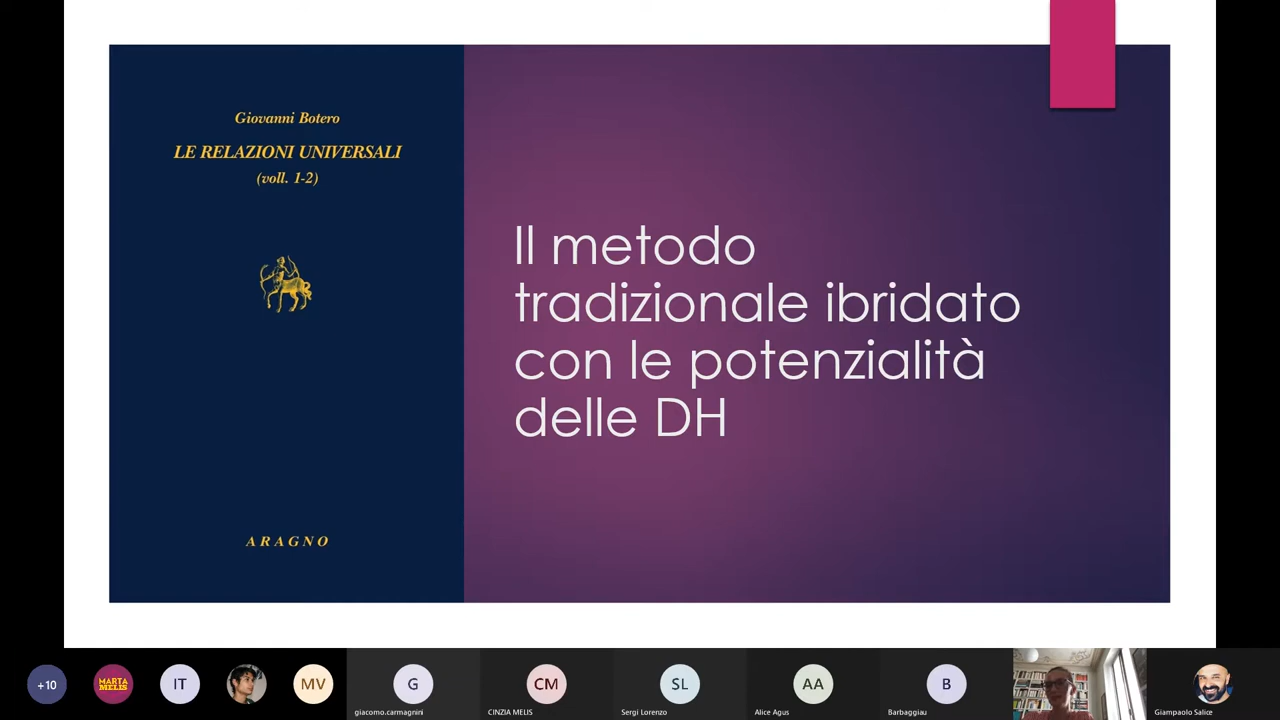 Giovanni Botero
LE RELAZIONI UNIVERSALI
(voll. 1-2)
ARAGNO
Il metodo
tradizionale ibridato
con le potenzialità
delle DH
+10
MARTA
MELIS
IT
MV
G
giacomo.carmagnini
CM
CINZIA MELIS
SL
Sergi Lorenzo
AA
Alice Agus
B
Barbaggiau
Giampaolo Salice